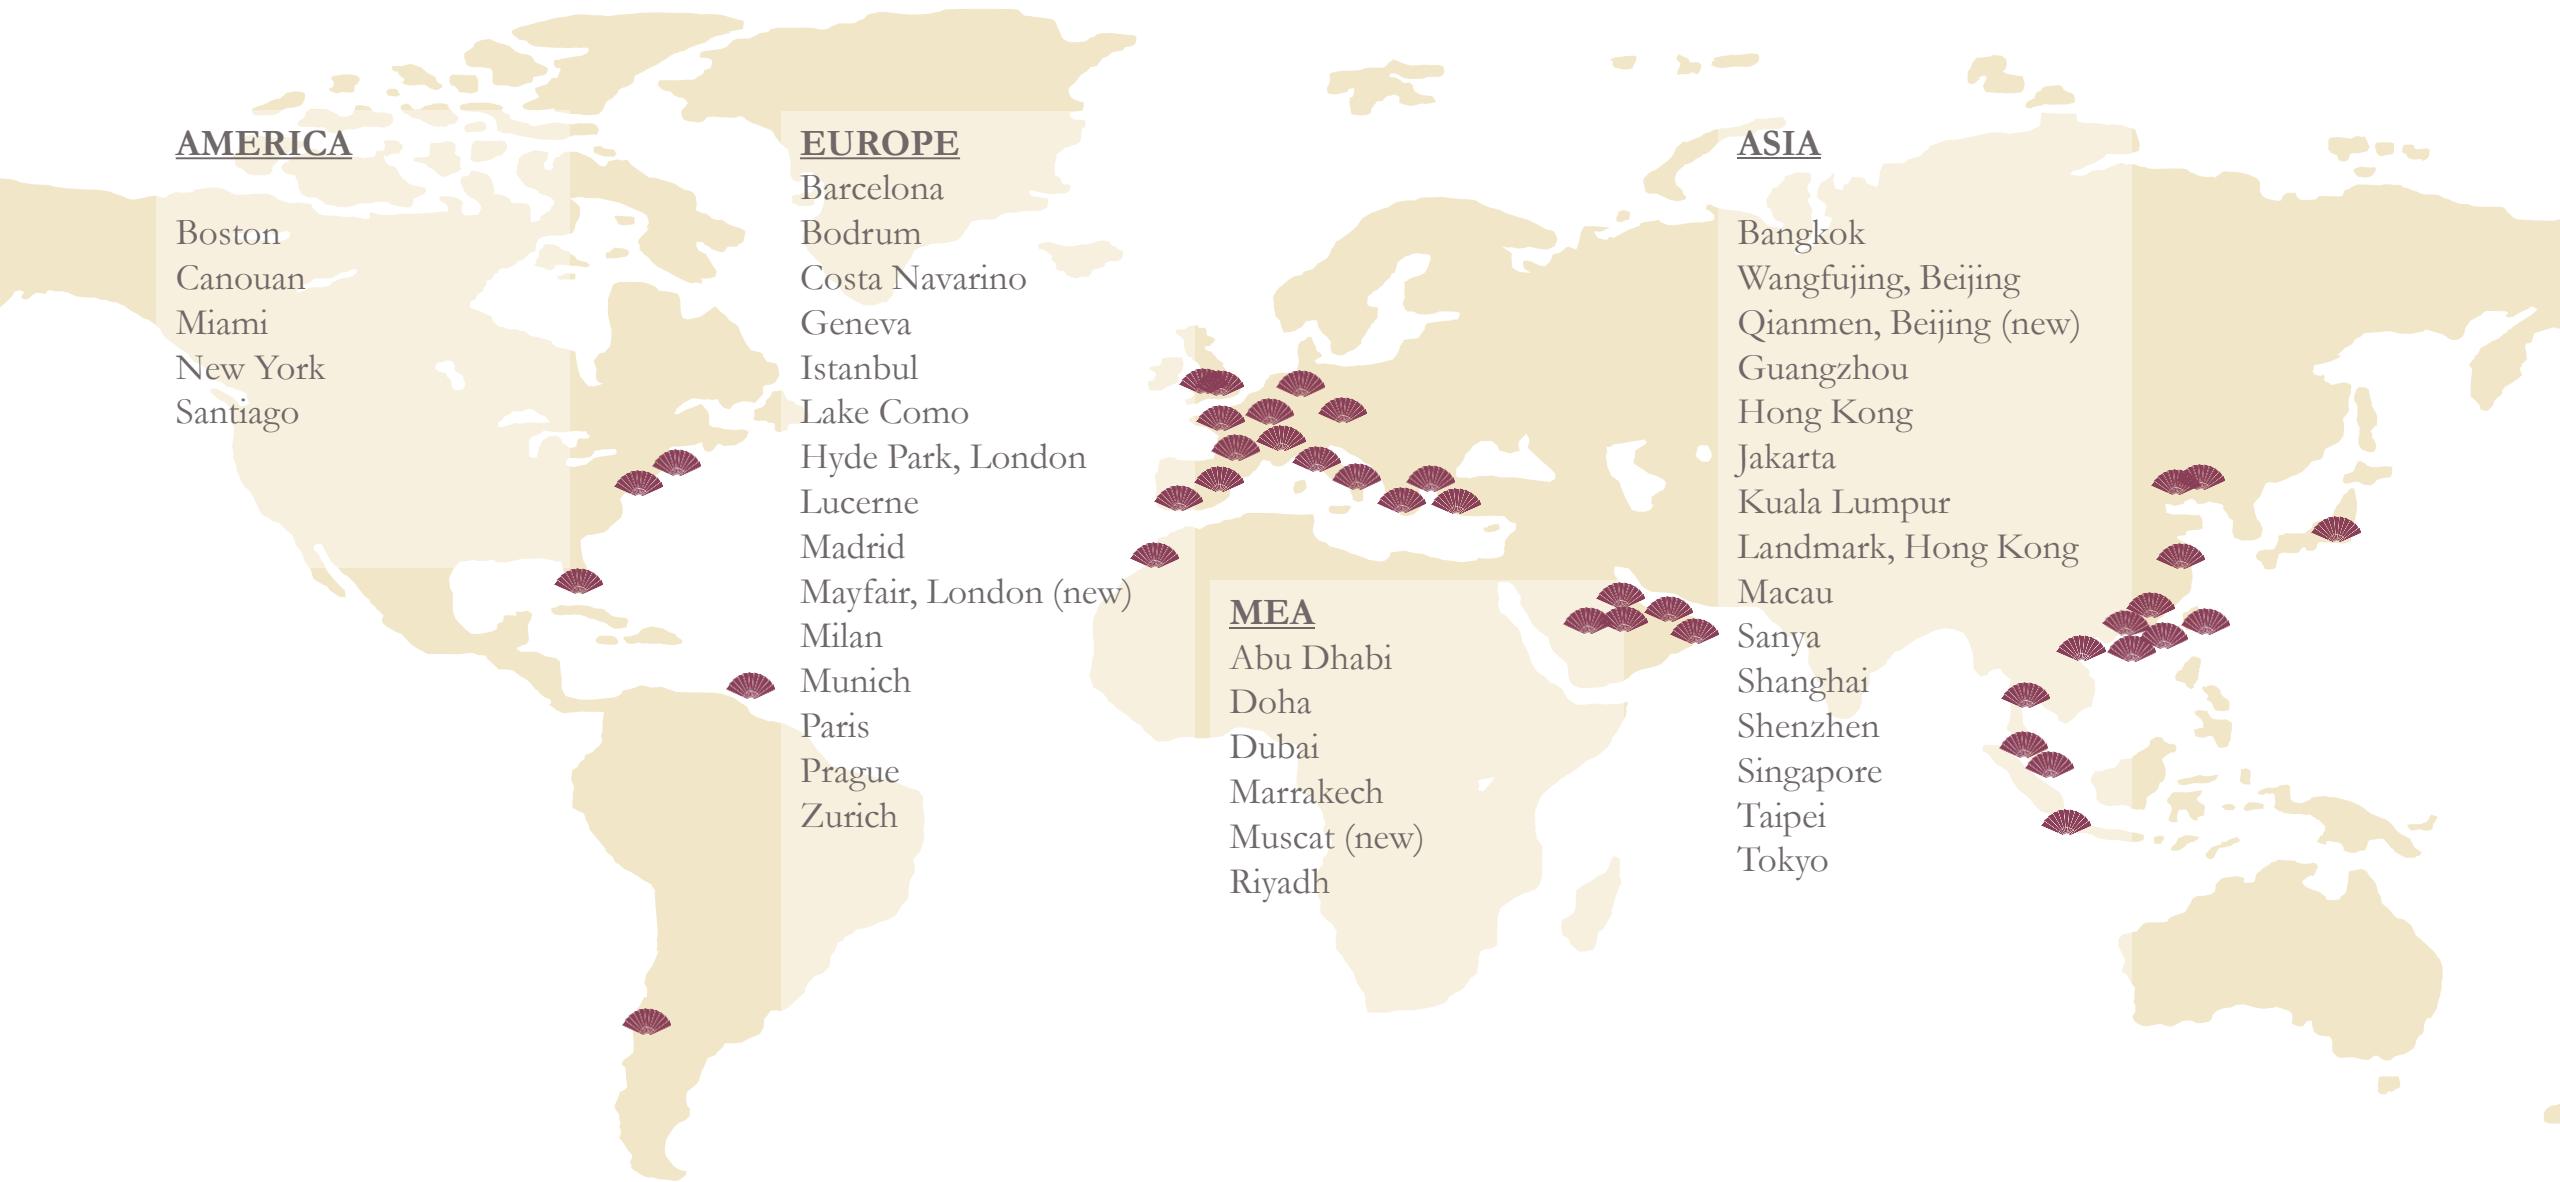 AMERICA
Boston
Canouan
Miami
New York
Santiago
EUROPE
Barcelona
Bodrum
Costa Navarino
Geneva
Istanbul
Lake Como
Hyde Park, London
Lucerne
Madrid
Mayfair, London (new)
Milan
Munich
Paris
Prague
Zurich
MEA
Abu Dhabi
Doha
Dubai
Marrakech
Muscat (new)
Riyadh
ASIA
Bangkok
Wangfujing, Beijing
Qianmen, Beijing (new)
Guangzhou
Hong Kong
Jakarta
Kuala Lumpur
Landmark, Hong Kong
Macau
Sanya
Shanghai
Shenzhen
Singapore
Taipei
Tokyo